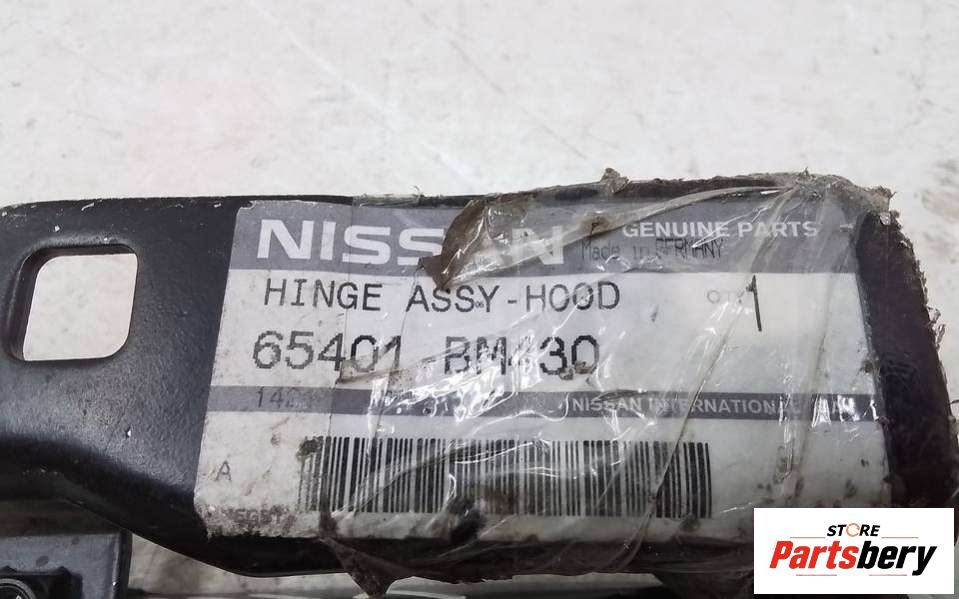 NISSAN GENUINE PARTS
Made in GERMANY
HINGE ASSY-HOOD 1
65401 BM430
NISSAN INTERNATIONAL
A
STORE
Partsbery